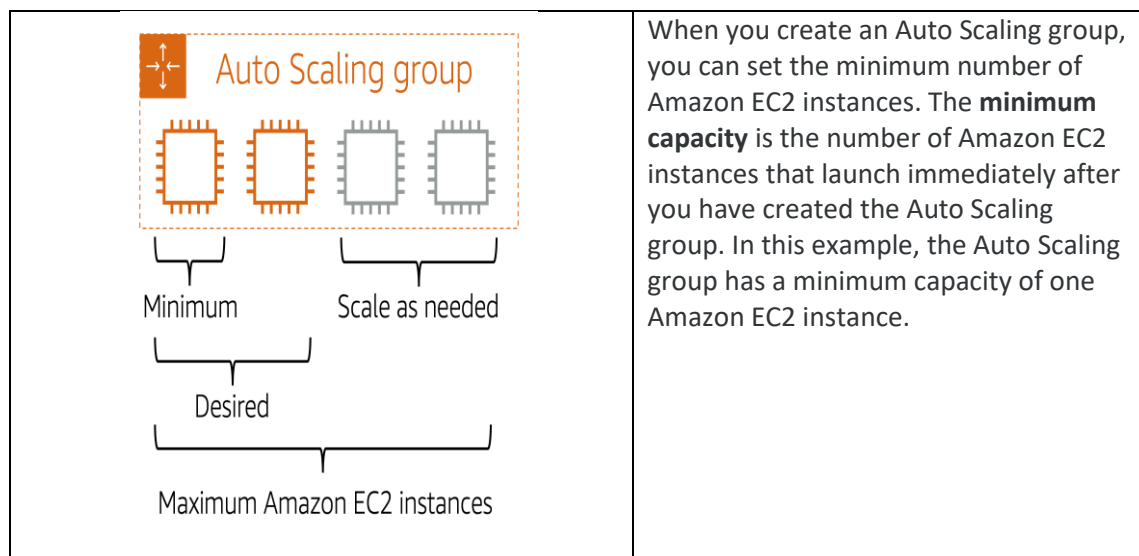 Auto Scaling group
Minimum
Scale as needed
Desired
Maximum Amazon EC2 instances
When you create an Auto Scaling group,
you can set the minimum number of
Amazon EC2 instances. The minimum
capacity is the number of Amazon EC2
instances that launch immediately after
you have created the Auto Scaling
group. In this example, the Auto Scaling
group has a minimum capacity of one
Amazon EC2 instance.